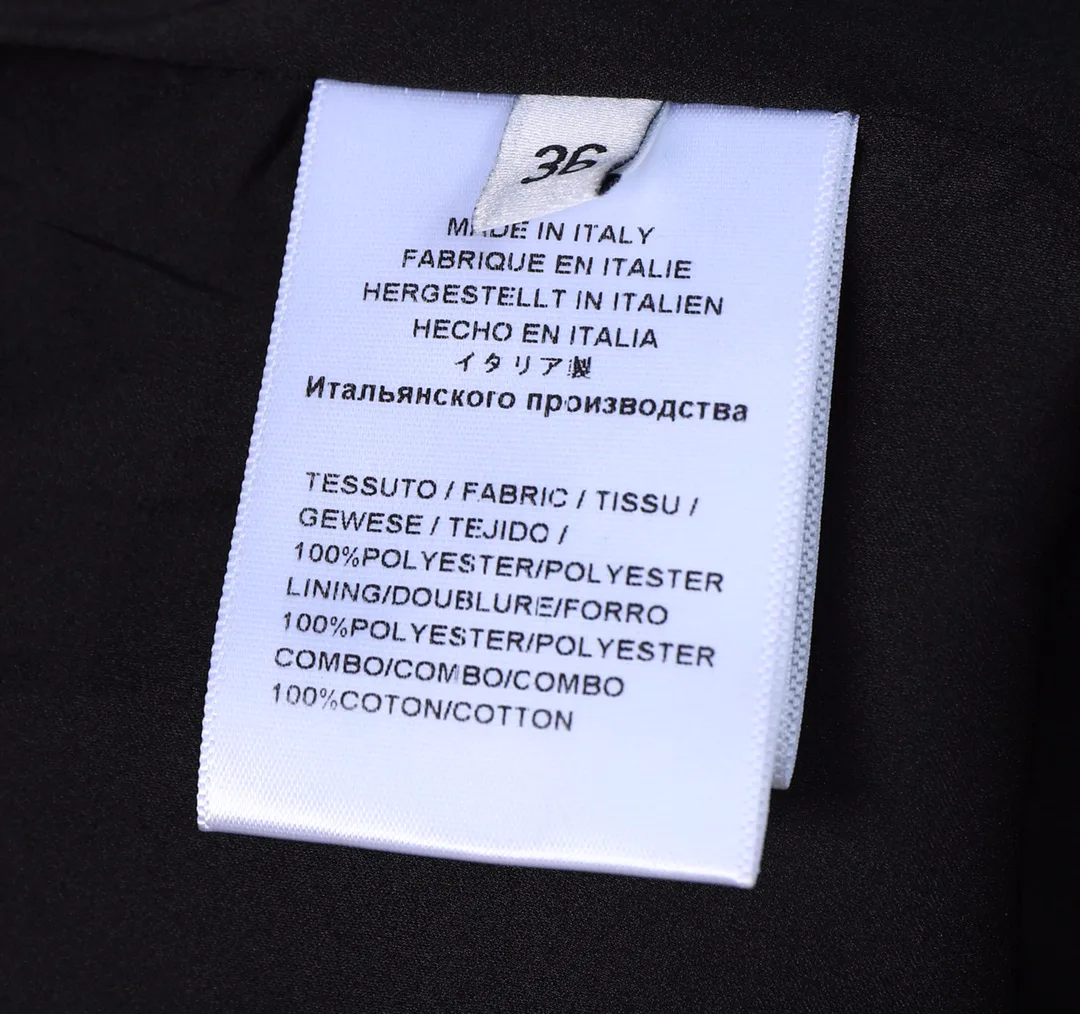 36
MADE IN ITALY
FABRIQUE EN ITALIE
HERGESTELLT IN ITALIEN
HECHO EN ITALIA
イタリア製
Итальянского производства
TESSUTO / FABRIC / TISSU /
GEWESE / TEJIDO /
100%POLYESTER/POLYESTER
LINING/DOUBLURE/FORRO
100%POLYESTER/POLYESTER
COMBO/COMBO/COMBO
100%COTON/COTTON